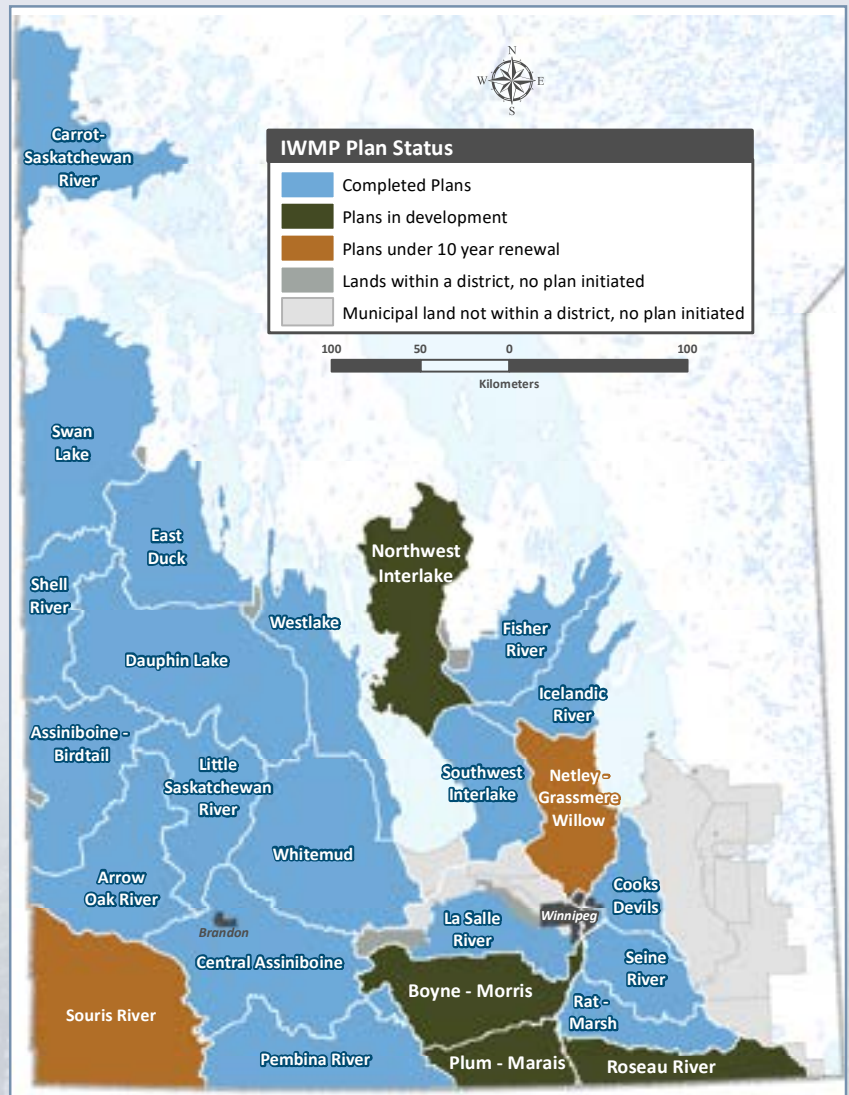 N
W
E
S
IWMP Plan Status
Completed Plans
Plans in development
Plans under 10 year renewal
Lands within a district, no plan initiated
Municipal land not within a district, no plan initiated
100
50
0
100
Kilometers
Carrot-
Saskatchewan
River
Swan
Lake
East
Duck
Northwest
Interlake
Shell
River
Westlake
Fisher
River
Dauphin Lake
Icelandic
River
Assiniboine -
Birdtail
Little
Saskatchewan
River
Southwest
Interlake
Netley -
Grassmere
Willow
Whitemud
Arrow
Oak River
Cooks
Devils
Brandon
La Salle
River
Winnipeg
Central Assiniboine
Seine
River
Boyne - Morris
Souris River
Rat -
Marsh
Pembina River
Plum - Marais
Roseau River